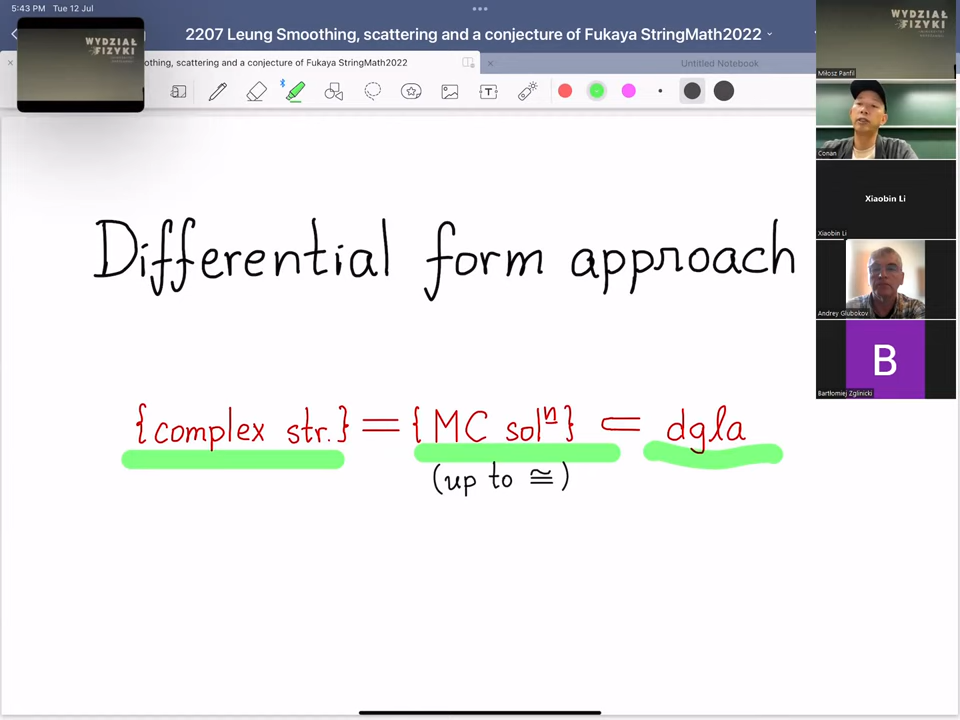 5:43 PM Tue 12 Jul
2207 Leung Smoothing, scattering and a conjecture of Fukaya StringMath2022
othing, scattering and a conjecture of Fukaya StringMath2022
Untitled Notebook
WYDZIAŁ
FIZYKI
WYDZIAŁ
FIZYKI
Miłosz Panfil
Conan
Xiaobin Li
Xiaobin Li
Andrey Glubokov
B
Bartłomiej Zglinicki
Differential form approach
{complex str.} = { MC solⁿ } ⊂ dgla
(up to ≅)